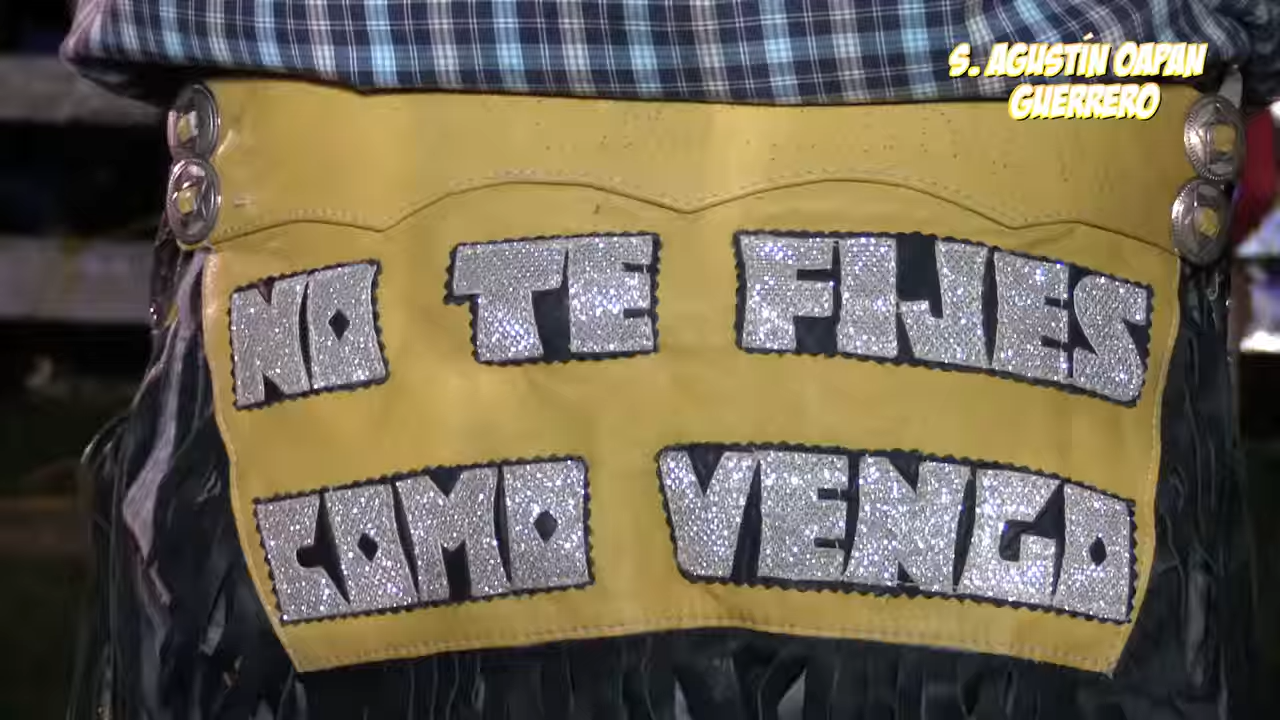 S. AGUSTÍN OAPAN
GUERRERO
NO TE FIJES
COMO VENGO